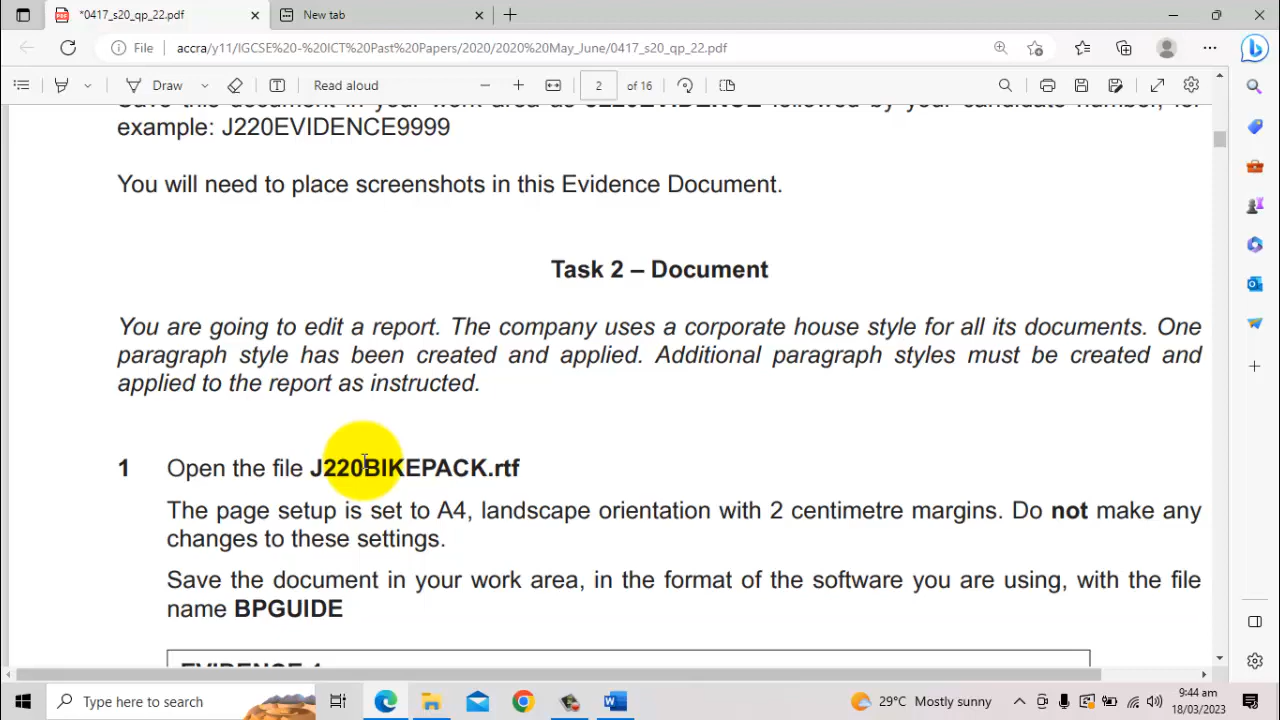 *0417_s20_qp_22.pdf
New tab
File
accra/y11/IGCSE%20-%20ICT%20Past%20Papers/2020/2020%20May_June/0417_s20_qp_22.pdf
Draw
Read aloud
2
of 16
example: J220EVIDENCE9999
You will need to place screenshots in this Evidence Document.
Task 2 – Document
You are going to edit a report. The company uses a corporate house style for all its documents. One
paragraph style has been created and applied. Additional paragraph styles must be created and
applied to the report as instructed.
1 Open the file J220BIKEPACK.rtf
The page setup is set to A4, landscape orientation with 2 centimetre margins. Do not make any
changes to these settings.
Save the document in your work area, in the format of the software you are using, with the file
name BPGUIDE
Type here to search
29°C Mostly sunny
9:44 am
18/03/2023